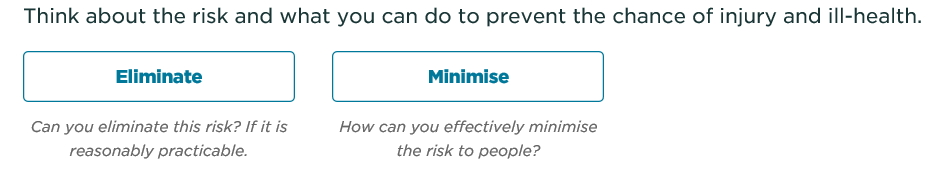 Think about the risk and what you can do to prevent the chance of injury and ill-health.
Eliminate
Can you eliminate this risk? If it is
reasonably practicable.
Minimise
How can you effectively minimise
the risk to people?